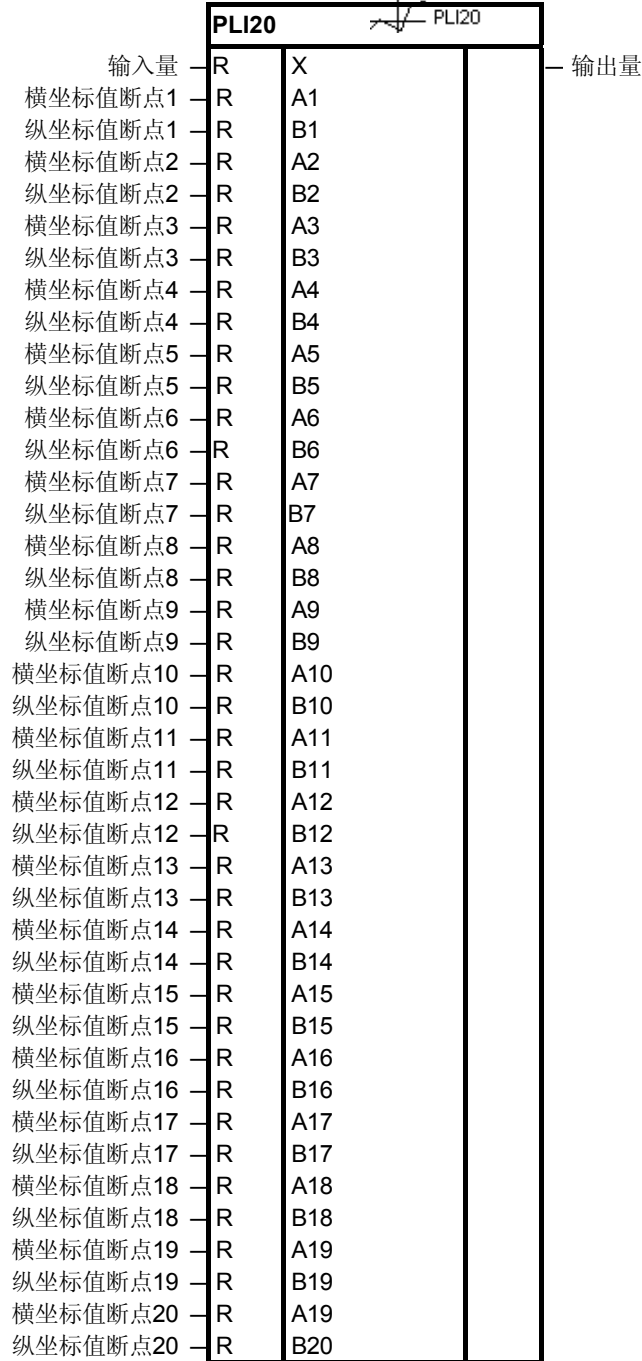 PLI20 PLI20
输入量 R X 输出量
横坐标值断点1 R A1
纵坐标值断点1 R B1
横坐标值断点2 R A2
纵坐标值断点2 R B2
横坐标值断点3 R A3
纵坐标值断点3 R B3
横坐标值断点4 R A4
纵坐标值断点4 R B4
横坐标值断点5 R A5
纵坐标值断点5 R B5
横坐标值断点6 R A6
纵坐标值断点6 R B6
横坐标值断点7 R A7
纵坐标值断点7 R B7
横坐标值断点8 R A8
纵坐标值断点8 R B8
横坐标值断点9 R A9
纵坐标值断点9 R B9
横坐标值断点10 R A10
纵坐标值断点10 R B10
横坐标值断点11 R A11
纵坐标值断点11 R B11
横坐标值断点12 R A12
纵坐标值断点12 R B12
横坐标值断点13 R A13
纵坐标值断点13 R B13
横坐标值断点14 R A14
纵坐标值断点14 R B14
横坐标值断点15 R A15
纵坐标值断点15 R B15
横坐标值断点16 R A16
纵坐标值断点16 R B16
横坐标值断点17 R A17
纵坐标值断点17 R B17
横坐标值断点18 R A18
纵坐标值断点18 R B18
横坐标值断点19 R A19
纵坐标值断点19 R B19
横坐标值断点20 R A19
纵坐标值断点20 R B20